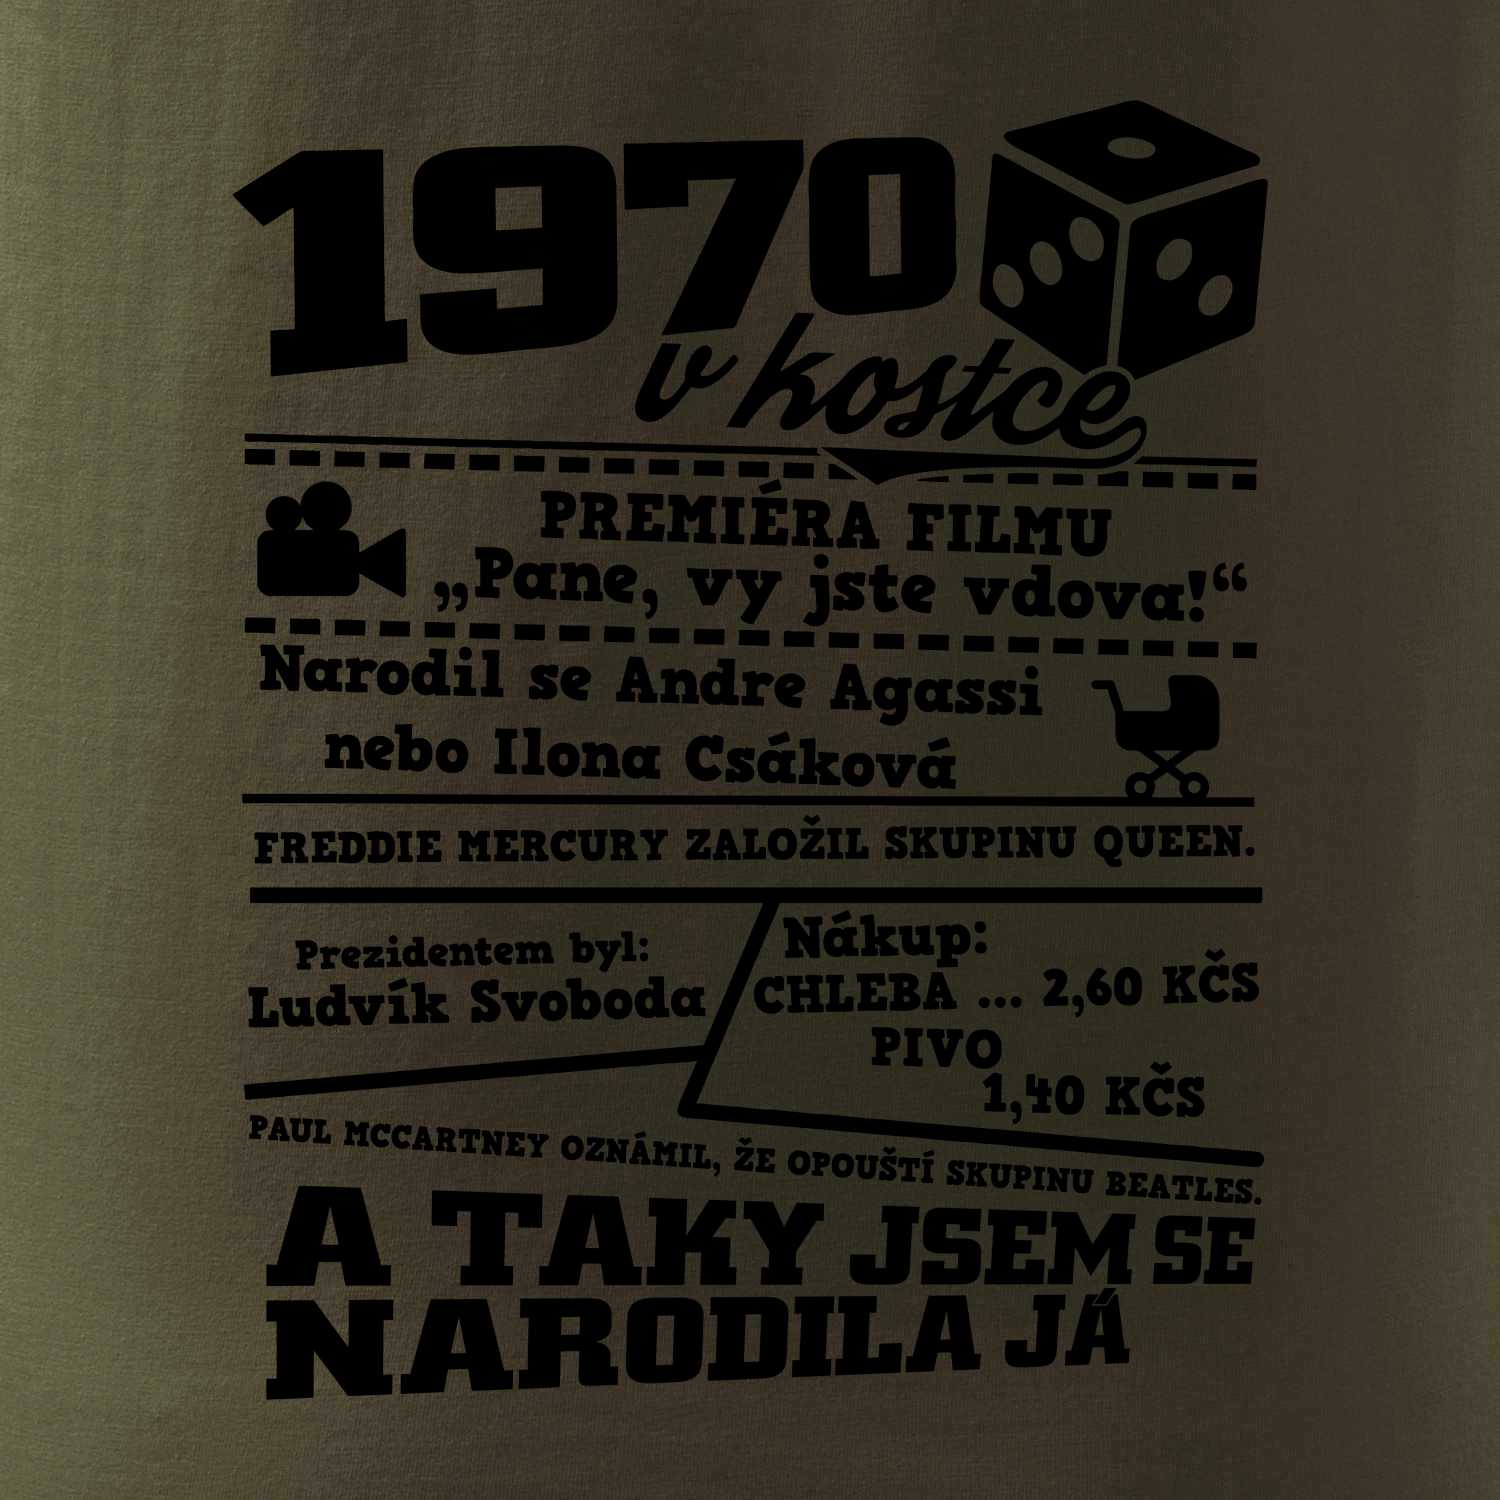 1970
v kostce
PREMIÉRA FILMU
„Pane, vy jste vdova!“
Narodil se Andre Agassi
nebo Ilona Csáková
FREDDIE MERCURY ZALOŽIL SKUPINU QUEEN.
Prezidentem byl:
Ludvík Svoboda
Nákup:
CHLEBA ... 2,60 KČS
PIVO
1,40 KČS
PAUL MCCARTNEY OZNÁMIL, ŽE OPOUŠTÍ SKUPINU BEATLES.
A TAKY JSEM SE
NARODILA JÁ